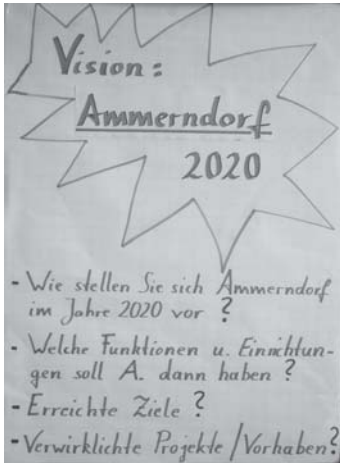 Vision:
Ammerndorf
2020
- Wie stellen Sie sich Ammerndorf
im Jahre 2020 vor ?
- Welche Funktionen u. Einrichtun-
gen soll A. dann haben ?
- Erreichte Ziele ?
- Verwirklichte Projekte / Vorhaben?